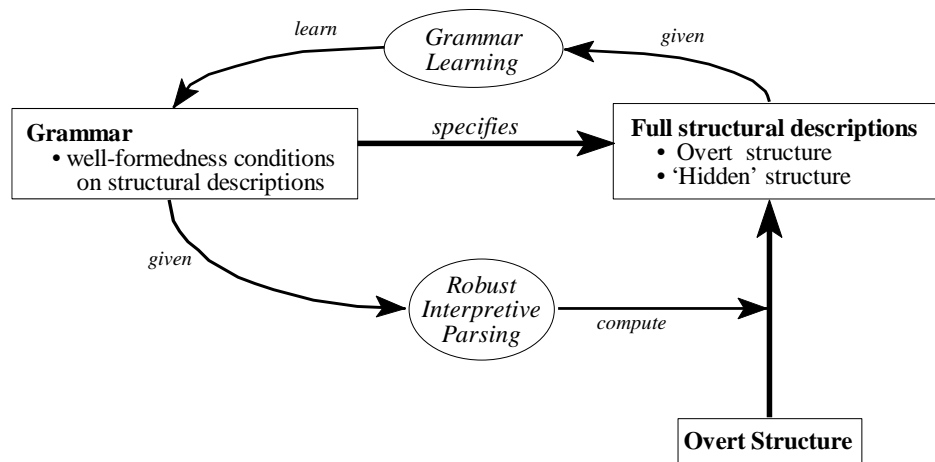 learn
Grammar
Learning
given
Grammar
• well-formedness conditions
on structural descriptions
specifies
Full structural descriptions
• Overt structure
• ‘Hidden’ structure
given
Robust
Interpretive
Parsing
compute
Overt Structure